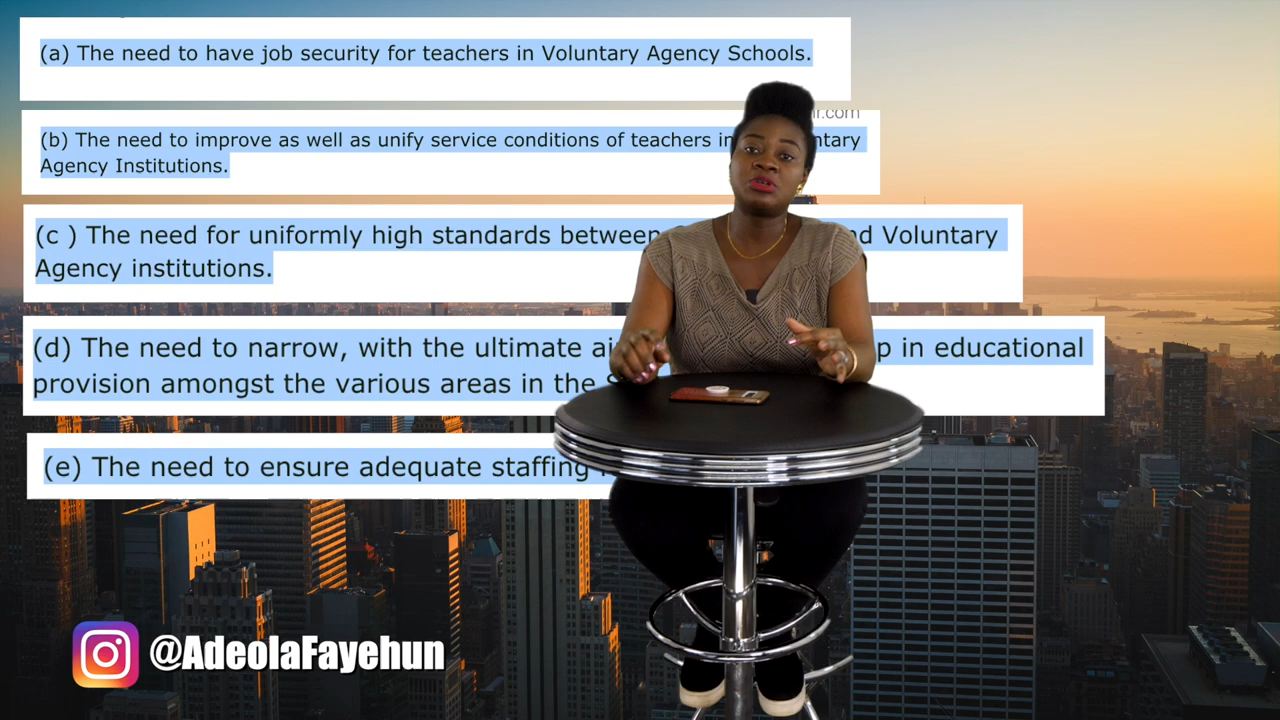 (a) The need to have job security for teachers in Voluntary Agency Schools.
(b) The need to improve as well as unify service conditions of teachers in
Agency Institutions.
(c ) The need for uniformly high standards between Voluntary
Agency institutions.
(d) The need to narrow, with the ultimate in educational
provision amongst the various areas in the
(e) The need to ensure adequate staffing
@AdeolaFayehun